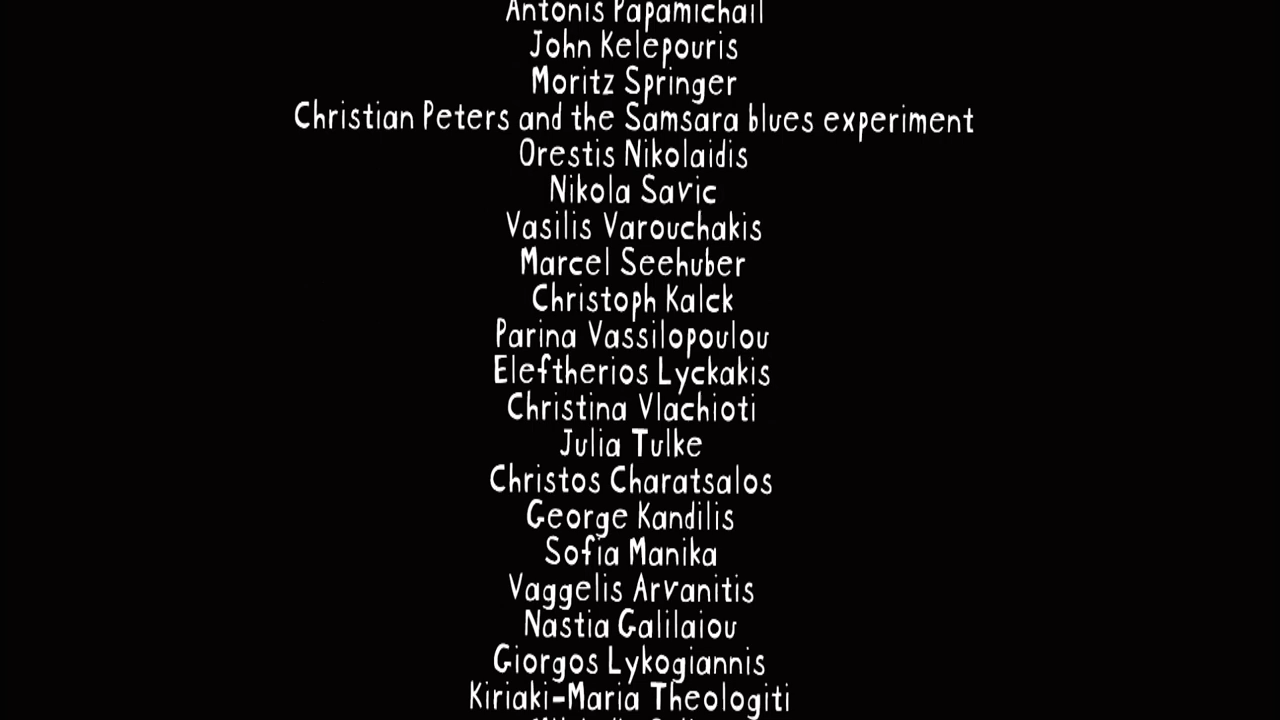 Antonis Papamichail
John Kelepouris
Moritz Springer
Christian Peters and the Samsara blues experiment
Orestis Nikolaidis
Nikola Savic
Vasilis Varouchakis
Marcel Seehuber
Christoph Kalck
Parina Vassilopoulou
Eleftherios Lyckakis
Christina Vlachioti
Julia Tulke
Christos Charatsalos
George Kandilis
Sofia Manika
Vaggelis Arvanitis
Nastia Galilaiou
Giorgos Lykogiannis
Kiriaki-Maria Theologiti